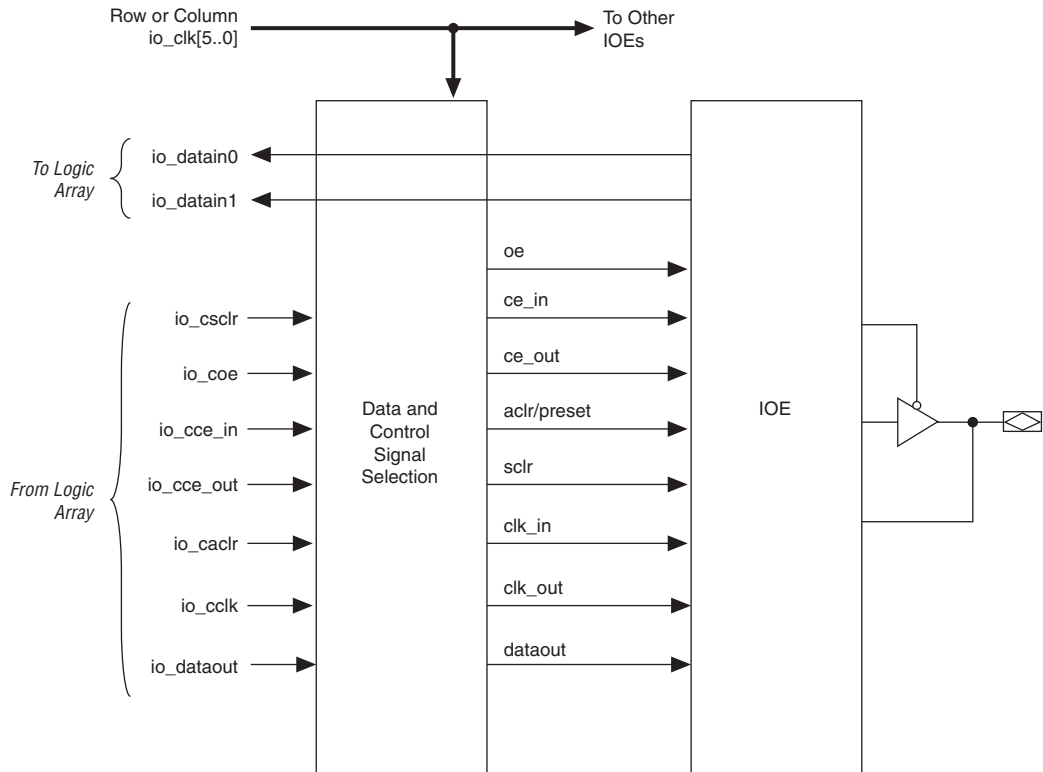 Row or Column
io_clk[5..0]
To Other
IOEs
To Logic
Array
io_datain0
io_datain1
From Logic
Array
io_csclr
io_coe
io_cce_in
io_cce_out
io_caclr
io_cclk
io_dataout
Data and
Control
Signal
Selection
oe
ce_in
ce_out
aclr/preset
sclr
clk_in
clk_out
dataout
IOE